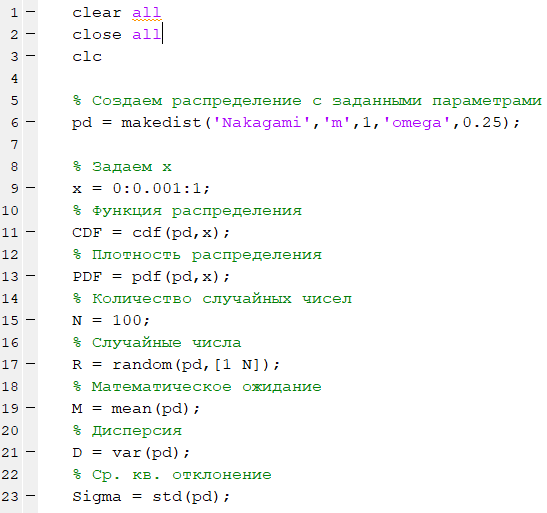 1 clear all
2 close all
3 clc
4
5 % Создаем распределение с заданными параметрами
6 pd = makedist('Nakagami','m',1,'omega',0.25);
7
8 % Задаем x
9 x = 0:0.001:1;
10 % Функция распределения
11 CDF = cdf(pd,x);
12 % Плотность распределения
13 PDF = pdf(pd,x);
14 % Количество случайных чисел
15 N = 100;
16 % Случайные числа
17 R = random(pd,[1 N]);
18 % Математическое ожидание
19 M = mean(pd);
20 % Дисперсия
21 D = var(pd);
22 % Ср. кв. отклонение
23 Sigma = std(pd);